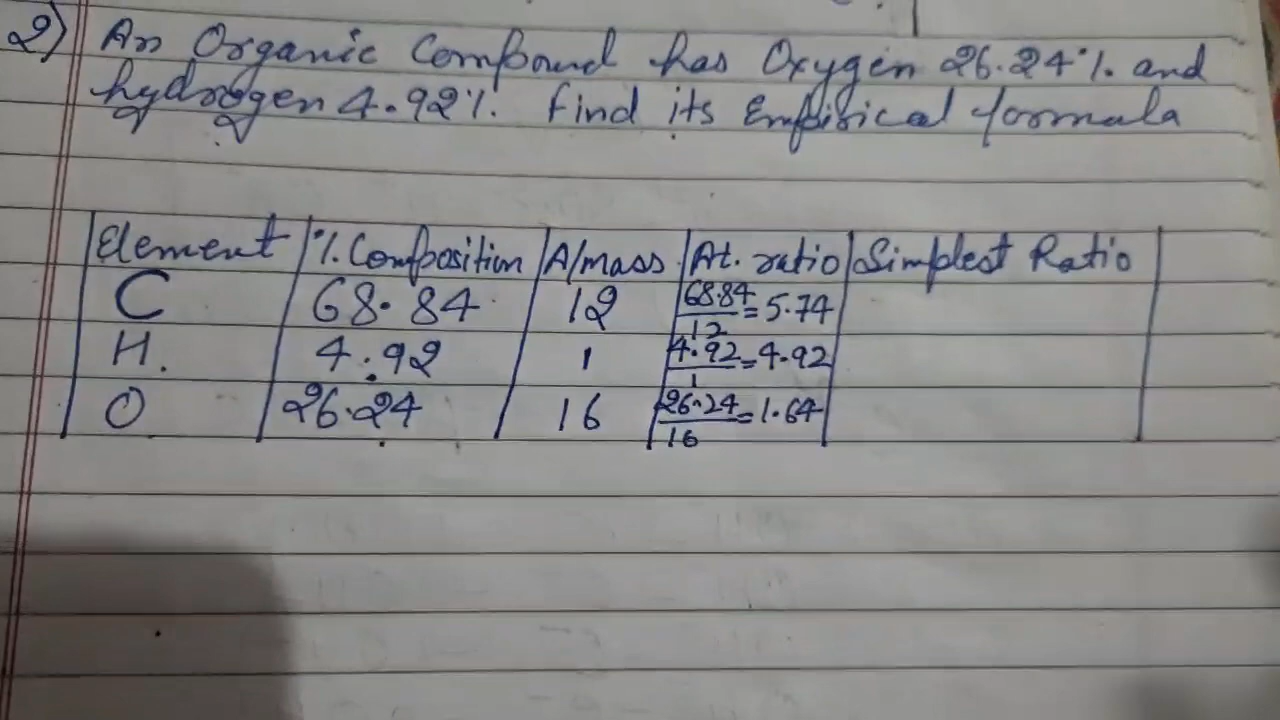 2) An Organic Compound has Oxygen 26.24%. and
hydrogen 4.92%. Find its Empirical formula
Element %. Composition A/mass At. ratio Simplest Ratio
C 68.84 12 68.84/12 = 5.74
H. 4.92 1 4.92/1 = 4.92
O 26.24 16 26.24/16 = 1.64